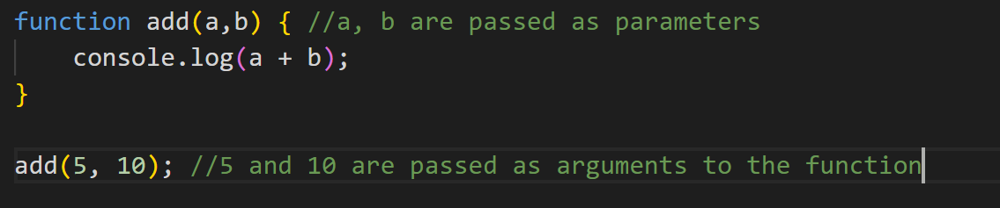 function add(a,b) { //a, b are passed as parameters
    console.log(a + b);
}
add(5, 10); //5 and 10 are passed as arguments to the function